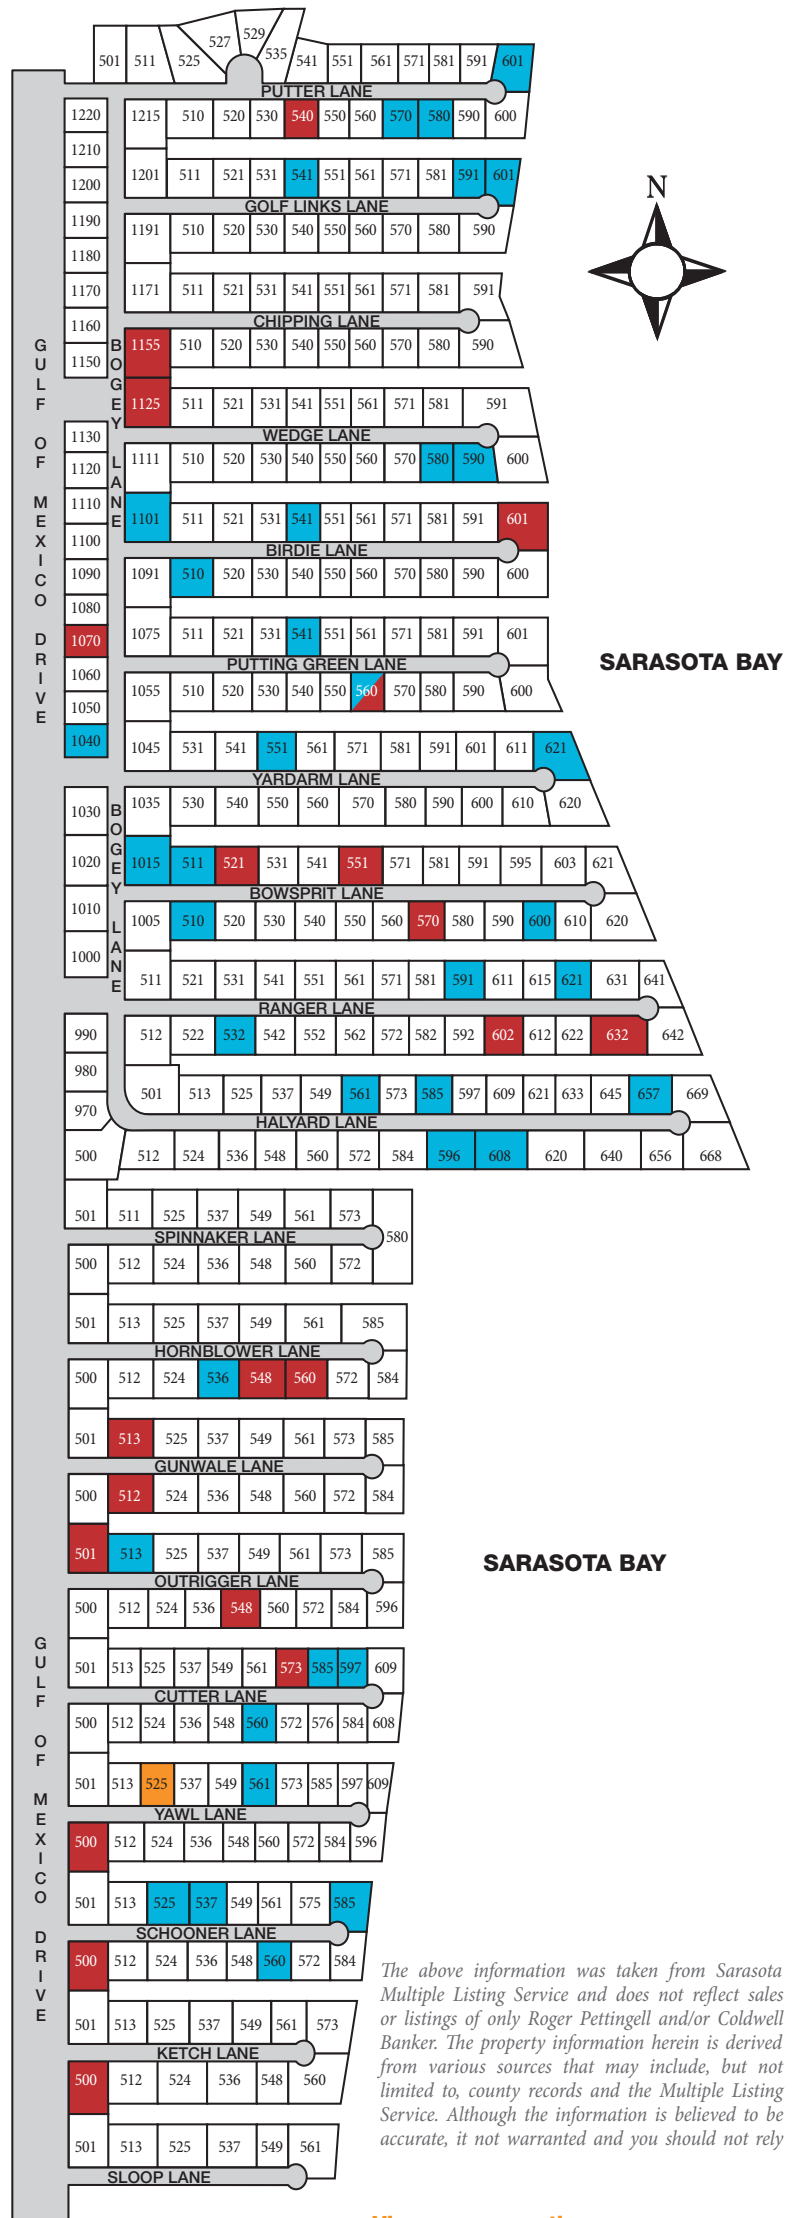 501 511 525 527 529 535 541 551 561 571 581 591 601
PUTTER LANE
1220 1215 510 520 530 540 550 560 570 580 590 600
1210
1200 1201 511 521 531 541 551 561 571 581 591 601
GOLF LINKS LANE
N
1190 1191 510 520 530 540 550 560 570 580 590
1180
1170 1171 511 521 531 541 551 561 571 581 591
CHIPPING LANE
1160
1150 1155 510 520 530 540 550 560 570 580 590
GULF OF MEXICO DRIVE
BOGEY LANE
1125 511 521 531 541 551 561 571 581 591
WEDGE LANE
1130
1120 1111 510 520 530 540 550 560 570 580 590 600
1110 1101 511 521 531 541 551 561 571 581 591 601
BIRDIE LANE
1100
1090 1091 510 520 530 540 550 560 570 580 590 600
1080
1070 1075 511 521 531 541 551 561 571 581 591 601
PUTTING GREEN LANE
SARASOTA BAY
1060 1055 510 520 530 540 550 560 570 580 590 600
1050
1040 1045 531 541 551 561 571 581 591 601 611 621
YARDARM LANE
1030 1035 530 540 550 560 570 580 590 600 610 620
BOGEY LANE
1020 1015 511 521 531 541 551 571 581 591 595 603 621
BOWSPRIT LANE
1010 1005 510 520 530 540 550 560 570 580 590 600 610 620
1000
511 521 531 541 551 561 571 581 591 611 615 621 631 641
RANGER LANE
990 512 522 532 542 552 562 572 582 592 602 612 622 632 642
980
970 501 513 525 537 549 561 573 585 597 609 621 633 645 657 669
HALYARD LANE
500 512 524 536 548 560 572 584 596 608 620 640 656 668
501 511 525 537 549 561 573 580
SPINNAKER LANE
500 512 524 536 548 560 572
501 513 525 537 549 561 585
HORNBLOWER LANE
500 512 524 536 548 560 572 584
501 513 525 537 549 561 573 585
GUNWALE LANE
500 512 524 536 548 560 572 584
501 513 525 537 549 561 573 585
OUTRIGGER LANE
SARASOTA BAY
500 512 524 536 548 560 572 584 596
GULF OF MEXICO DRIVE
501 513 525 537 549 561 573 585 597 609
CUTTER LANE
500 512 524 536 548 560 572 576 584 608
501 513 525 537 549 561 573 585 597 609
YAWL LANE
500 512 524 536 548 560 572 584 596
501 513 525 537 549 561 575 585
SCHOONER LANE
500 512 524 536 548 560 572 584
501 513 525 537 549 561 573
KETCH LANE
500 512 524 536 548 560
501 513 525 537 549 561
SLOOP LANE
The above information was taken from Sarasota
Multiple Listing Service and does not reflect sales
or listings of only Roger Pettingell and/or Coldwell
Banker. The property information herein is derived
from various sources that may include, but not
limited to, county records and the Multiple Listing
Service. Although the information is believed to be
accurate, it not warranted and you should not rely